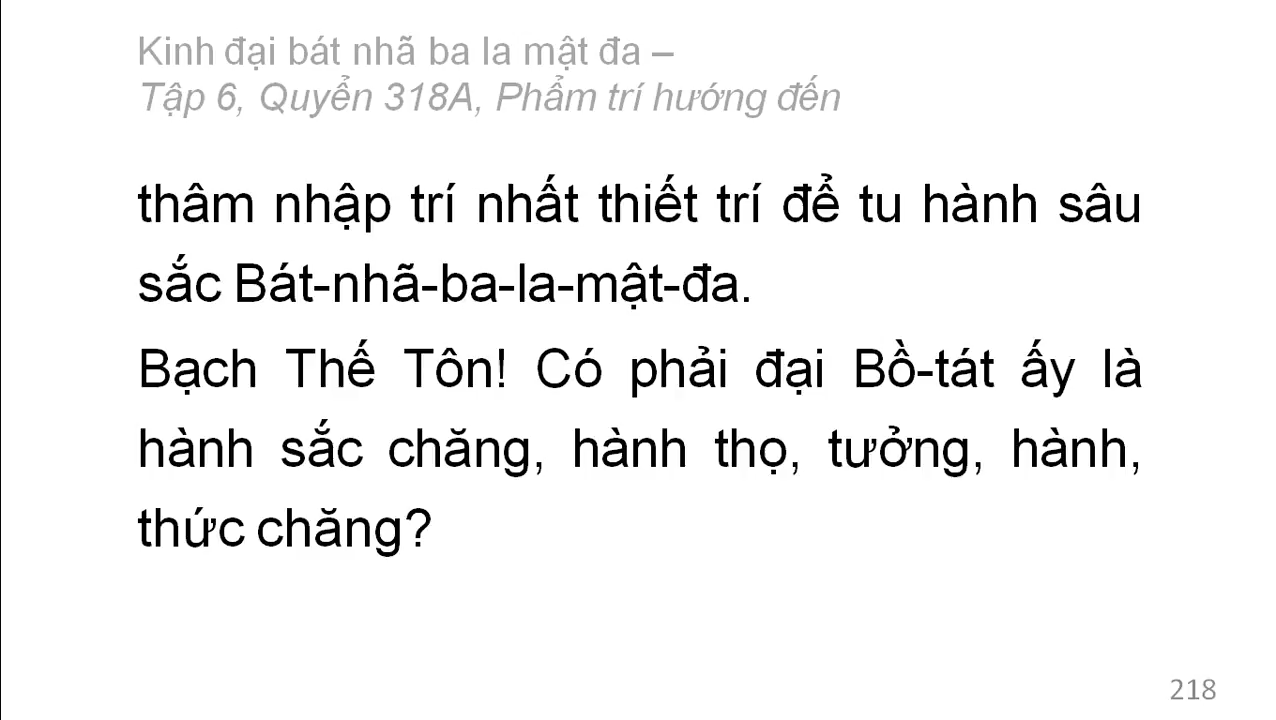 Kinh đại bát nhã ba la mật đa –
Tập 6, Quyển 318A, Phẩm trí hướng đến
thâm nhập trí nhất thiết trí để tu hành sâu
sắc Bát-nhã-ba-la-mật-đa.
Bạch Thế Tôn! Có phải đại Bồ-tát ấy là
hành sắc chăng, hành thọ, tưởng, hành,
thức chăng?
218